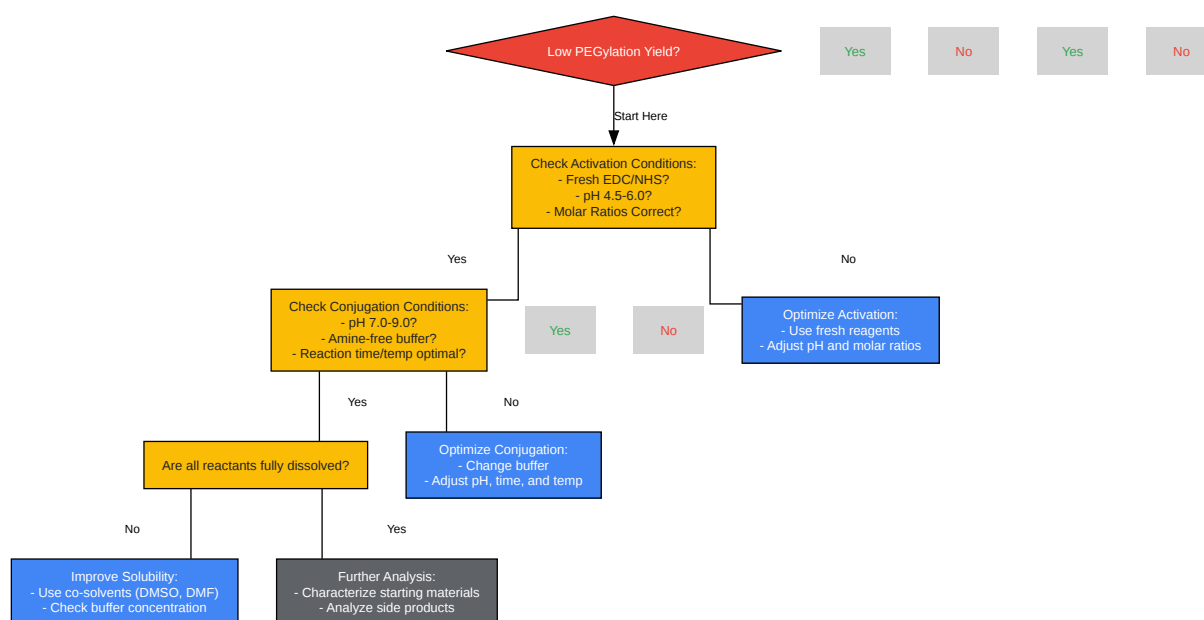 Low PEGylation Yield?
Yes
No
Yes
No
Start Here
Check Activation Conditions:
- Fresh EDC/NHS?
- pH 4.5-6.0?
- Molar Ratios Correct?
Yes
No
Check Conjugation Conditions:
- pH 7.0-9.0?
- Amine-free buffer?
- Reaction time/temp optimal?
Yes
No
Optimize Activation:
- Use fresh reagents
- Adjust pH and molar ratios
Yes
No
Are all reactants fully dissolved?
Optimize Conjugation:
- Change buffer
- Adjust pH, time, and temp
No
Yes
Improve Solubility:
- Use co-solvents (DMSO, DMF)
- Check buffer concentration
Further Analysis:
- Characterize starting materials
- Analyze side products